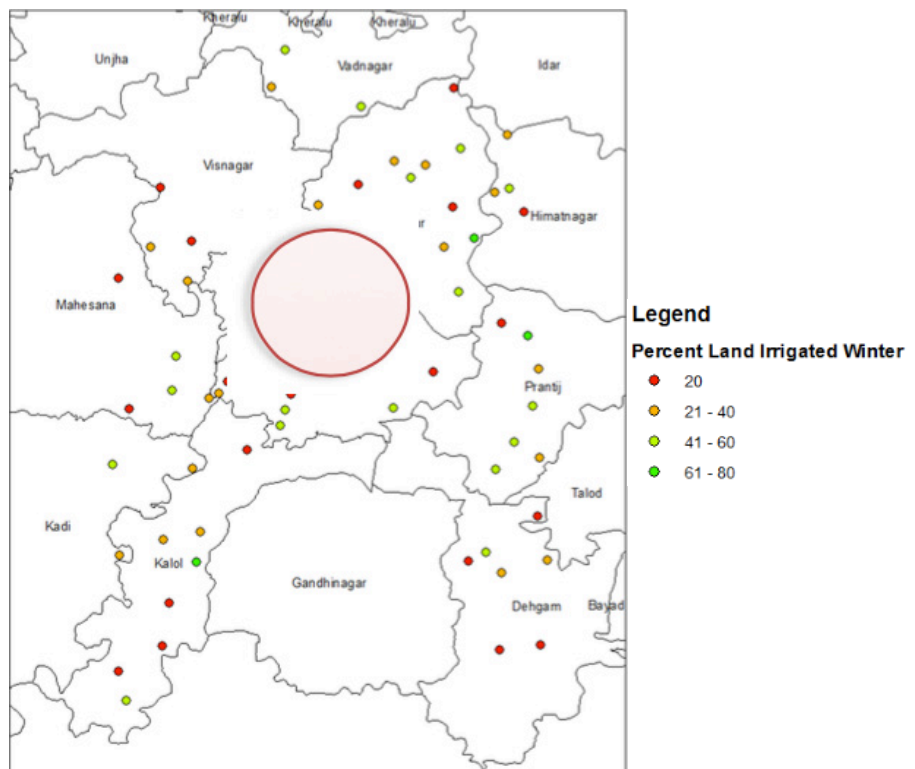 Kheralu
Kheralu
Kheralu
Unjha
Vadnagar
Idar
Visnagar
Himatnagar
ır
Mahesana
Legend
Percent Land Irrigated Winter
20
21 - 40
41 - 60
61 - 80
Prantij
Talod
Kadi
Kalol
Gandhinagar
Dehgam
Bayad